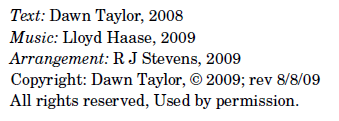 Text: Dawn Taylor, 2008
Music: Lloyd Haase, 2009
Arrangement: R J Stevens, 2009
Copyright: Dawn Taylor, © 2009; rev 8/8/09
All rights reserved, Used by permission.